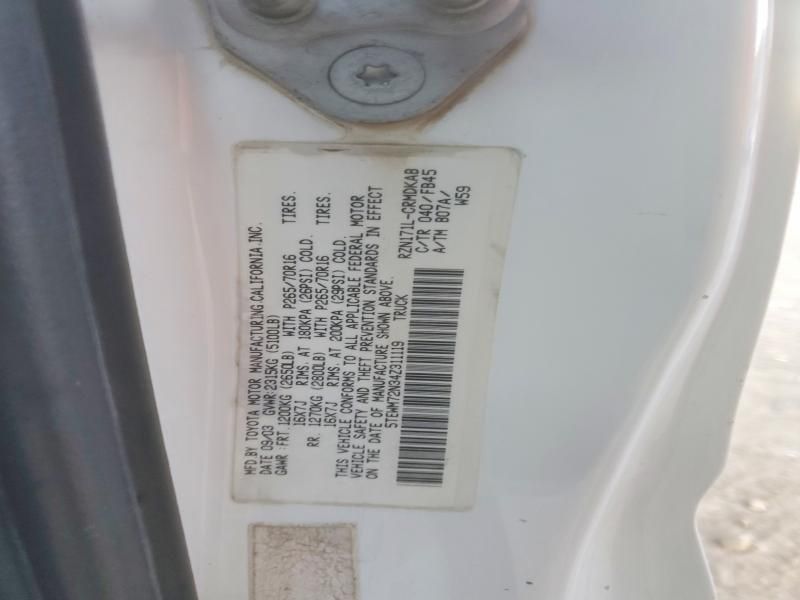 MFD.BY TOYOTA MOTOR MANUFACTURING CALIFORNIA.INC.
DATE 09/03 GVWR:2315KG (5100LB)
GAWR :FRT.1200KG (2650LB) WITH P265/70R16 TIRES.
16X7J RIMS. AT 180KPA (26PSI) COLD.
RR. 1270KG (2800LB) WITH P265/70R16 TIRES.
16X7J RIMS. AT 200KPA (29PSI) COLD.
THIS VEHICLE CONFORMS TO ALL APPLICABLE FEDERAL MOTOR
VEHICLE SAFETY AND THEFT PREVENTION STANDARDS IN EFFECT
ON THE DATE OF MANUFACTURE SHOWN ABOVE.
5TEWM72N34Z311119 TRUCK
RZN171L-CRMDKAB
C/TR 040/FB45
A/TM B07A/
W59